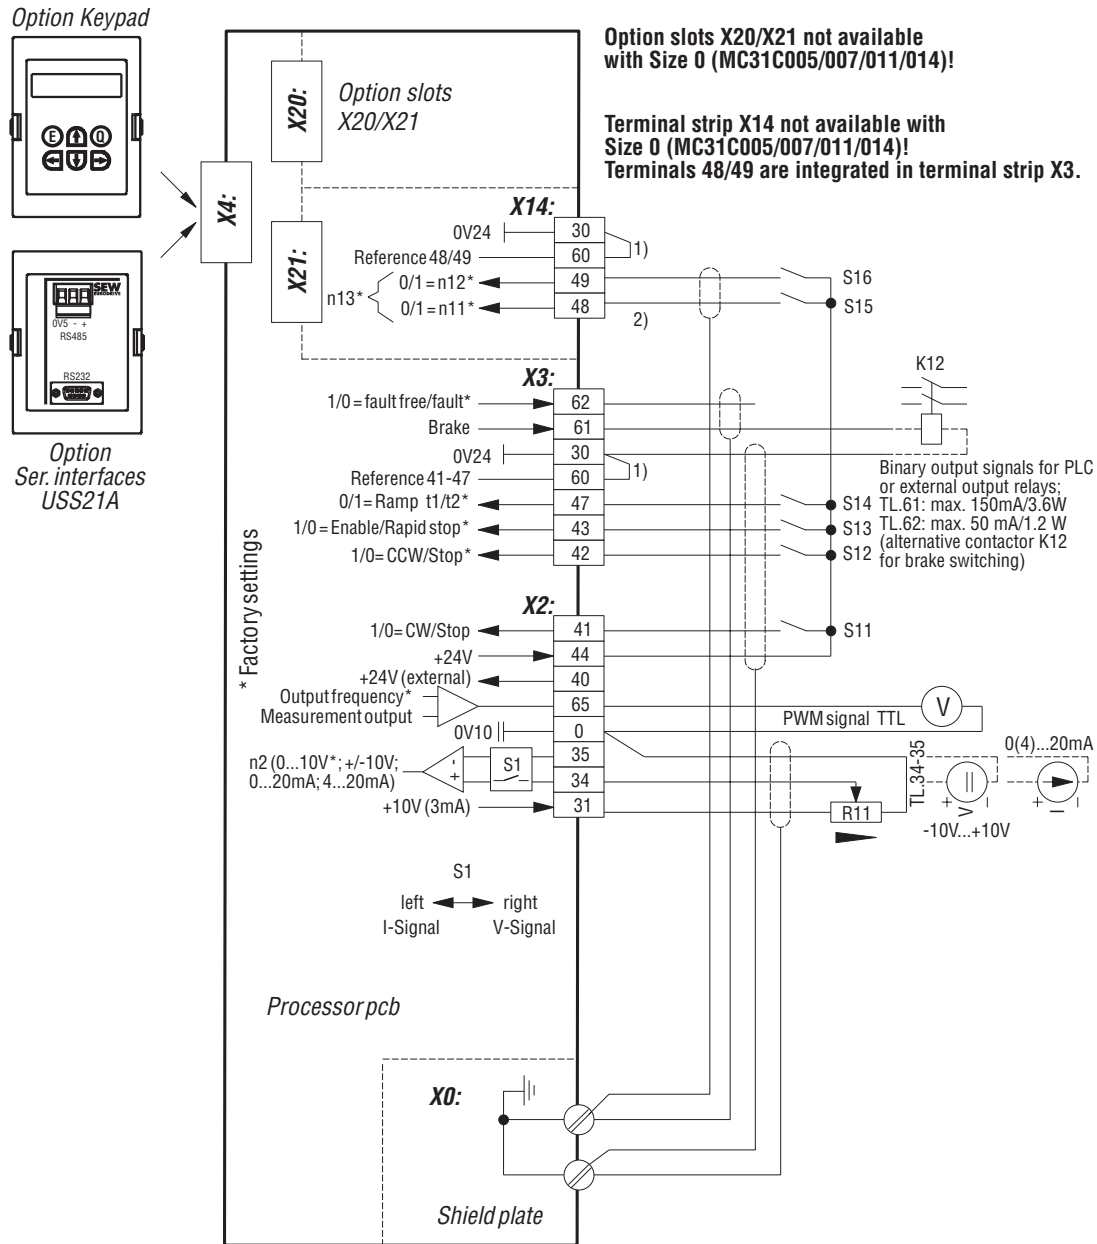 Option Keypad
E
Q
X4:
SEW
EURODRIVE
0V5 - +
RS485
RS232
Option
Ser. interfaces
USS21A
X20:
Option slots
X20/X21
X21:
Option slots X20/X21 not available
with Size 0 (MC31C005/007/011/014)!
Terminal strip X14 not available with
Size 0 (MC31C005/007/011/014)!
Terminals 48/49 are integrated in terminal strip X3.
X14:
0V24 30
1)
Reference 48/49 60
n13* 0/1 = n12* 49 S16
0/1 = n11* 48 S15
2)
X3:
K12
1/0 = fault free/fault* 62
Brake 61
0V24 30
1)
Reference 41-47 60
0/1= Ramp t1/t2* 47 S14
1/0 = Enable/Rapid stop* 43 S13
1/0= CCW/Stop* 42 S12
Binary output signals for PLC
or external output relays;
TL.61: max. 150mA/3.6W
TL.62: max. 50 mA/1.2 W
(alternative contactor K12
for brake switching)
* Factory settings
X2:
1/0= CW/Stop 41 S11
+24V 44
+24V (external) 40
Output frequency* 65
Measurement output
PWM signal TTL V
0V10 0
n2 (0...10V*; +/-10V;
0...20mA; 4...20mA)
- +
S1
35
34
+10V (3mA) 31
R11
TL.34-35
+ V -
-10V...+10V
0(4)...20mA
+ I -
S1
left right
I-Signal V-Signal
Processor pcb
X0:
Shield plate